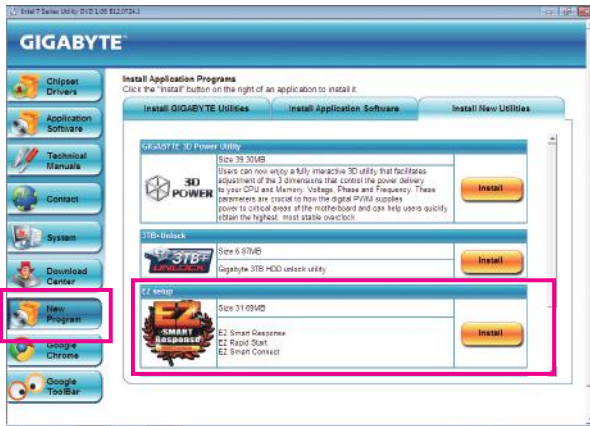 Intel 7 Series Utility DVD 1.06 B12.0724.1
GIGABYTE™
Chipset
Drivers
Application
Software
Technical
Manuals
Contact
System
Download
Center
New
Program
Google
Chrome
Google
ToolBar
Install Application Programs
Click the "Install" button on the right of an application to install it.
Install GIGABYTE Utilities
Install Application Software
Install New Utilities
GIGABYTE 3D Power Utility
3D
POWER
Size:39.30MB
Users can now enjoy a fully interactive 3D utility that facilitates
adjustment of the 3 dimensions that control the power delivery
to your CPU and Memory: Voltage, Phase and Frequency. These
parameters are crucial to how the digital PWM supplies
power to critical areas of the motherboard and can help users quickly
obtain the highest, most stable overclock.
Install
3TB+ Unlock
3TB+
UNLOCK
Size:6.87MB
Gigabyte 3TB HDD unlock utility
Install
EZ setup
EZ
SMART
Response
Size:31.69MB
EZ Smart Response
EZ Rapid Start
EZ Smart Connect
Install